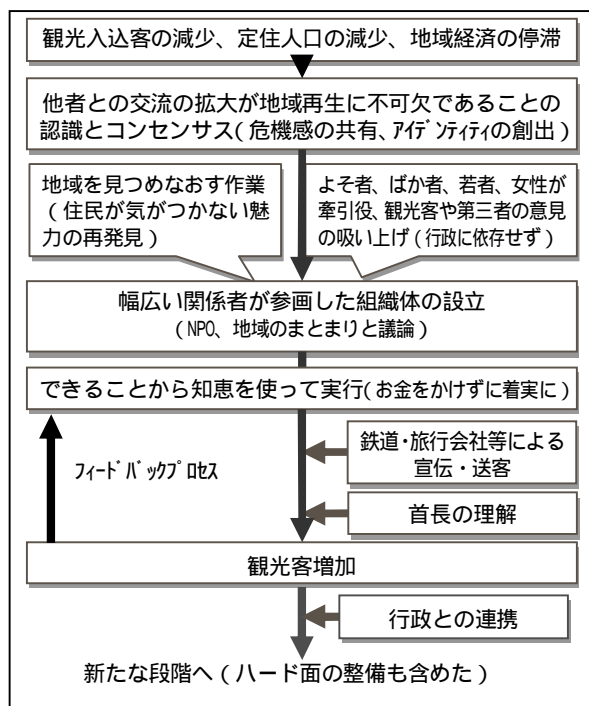 観光入込客の減少、定住人口の減少、地域経済の停滞
他者との交流の拡大が地域再生に不可欠であることの
認識とコンセンサス(危機感の共有、ｱｲﾃﾞﾝﾃｨﾃｨの創出)
地域を見つめなおす作業
(住民が気がつかない魅
力の再発見)
よそ者、ばか者、若者、女性が
牽引役、観光客や第三者の意見
の吸い上げ(行政に依存せず)
幅広い関係者が参画した組織体の設立
(NPO、地域のまとまりと議論)
できることから知恵を使って実行(お金をかけずに着実に)
鉄道・旅行会社等による
宣伝・送客
ﾌｨｰﾄﾞﾊﾞｯｸﾌﾟﾛｾｽ
首長の理解
観光客増加
行政との連携
新たな段階へ(ハード面の整備も含めた)